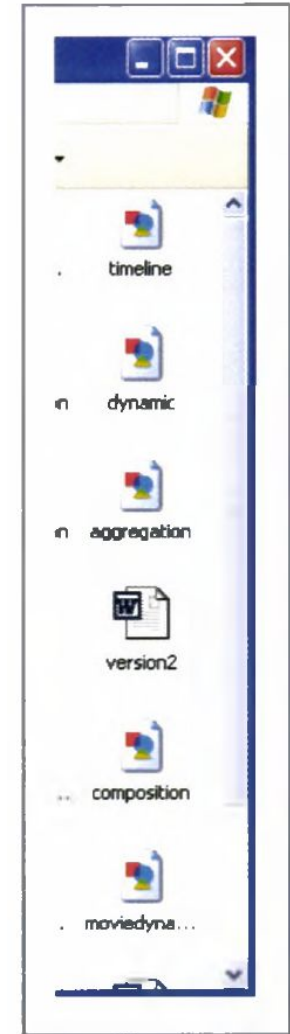 . timeline
n dynamic
n aggregation
W
version2
.. composition
. moviedyna...